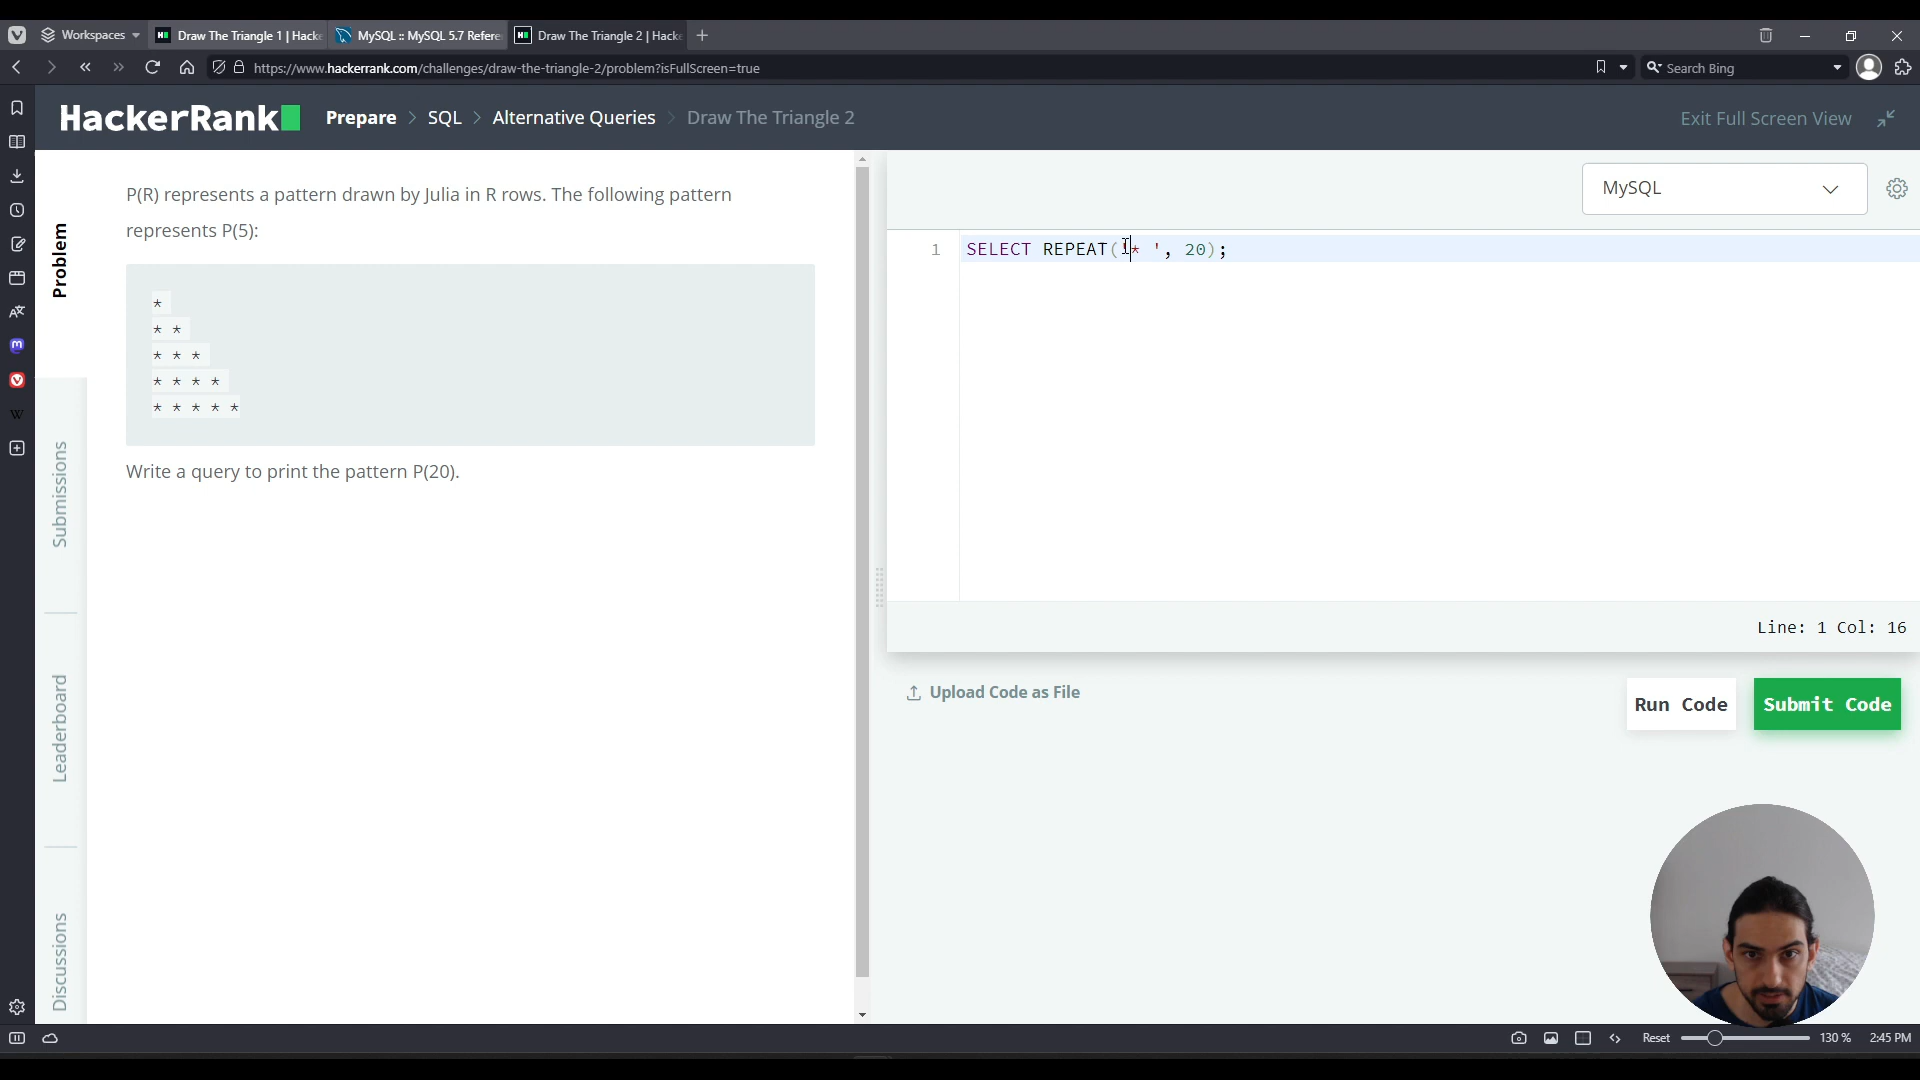 Workspaces
Draw The Triangle 1 | Hacke
MySQL :: MySQL 5.7 Refere
Draw The Triangle 2 | Hacke
https://www.hackerrank.com/challenges/draw-the-triangle-2/problem?isFullScreen=true
Search Bing
HackerRank
Prepare > SQL > Alternative Queries > Draw The Triangle 2
Exit Full Screen View
Problem
Submissions
Leaderboard
Discussions
P(R) represents a pattern drawn by Julia in R rows. The following pattern
represents P(5):
*
* *
* * *
* * * *
* * * * *
Write a query to print the pattern P(20).
MySQL
1 SELECT REPEAT('* ', 20);
Line: 1 Col: 16
Upload Code as File
Run Code
Submit Code
Reset
130 %
2:45 PM